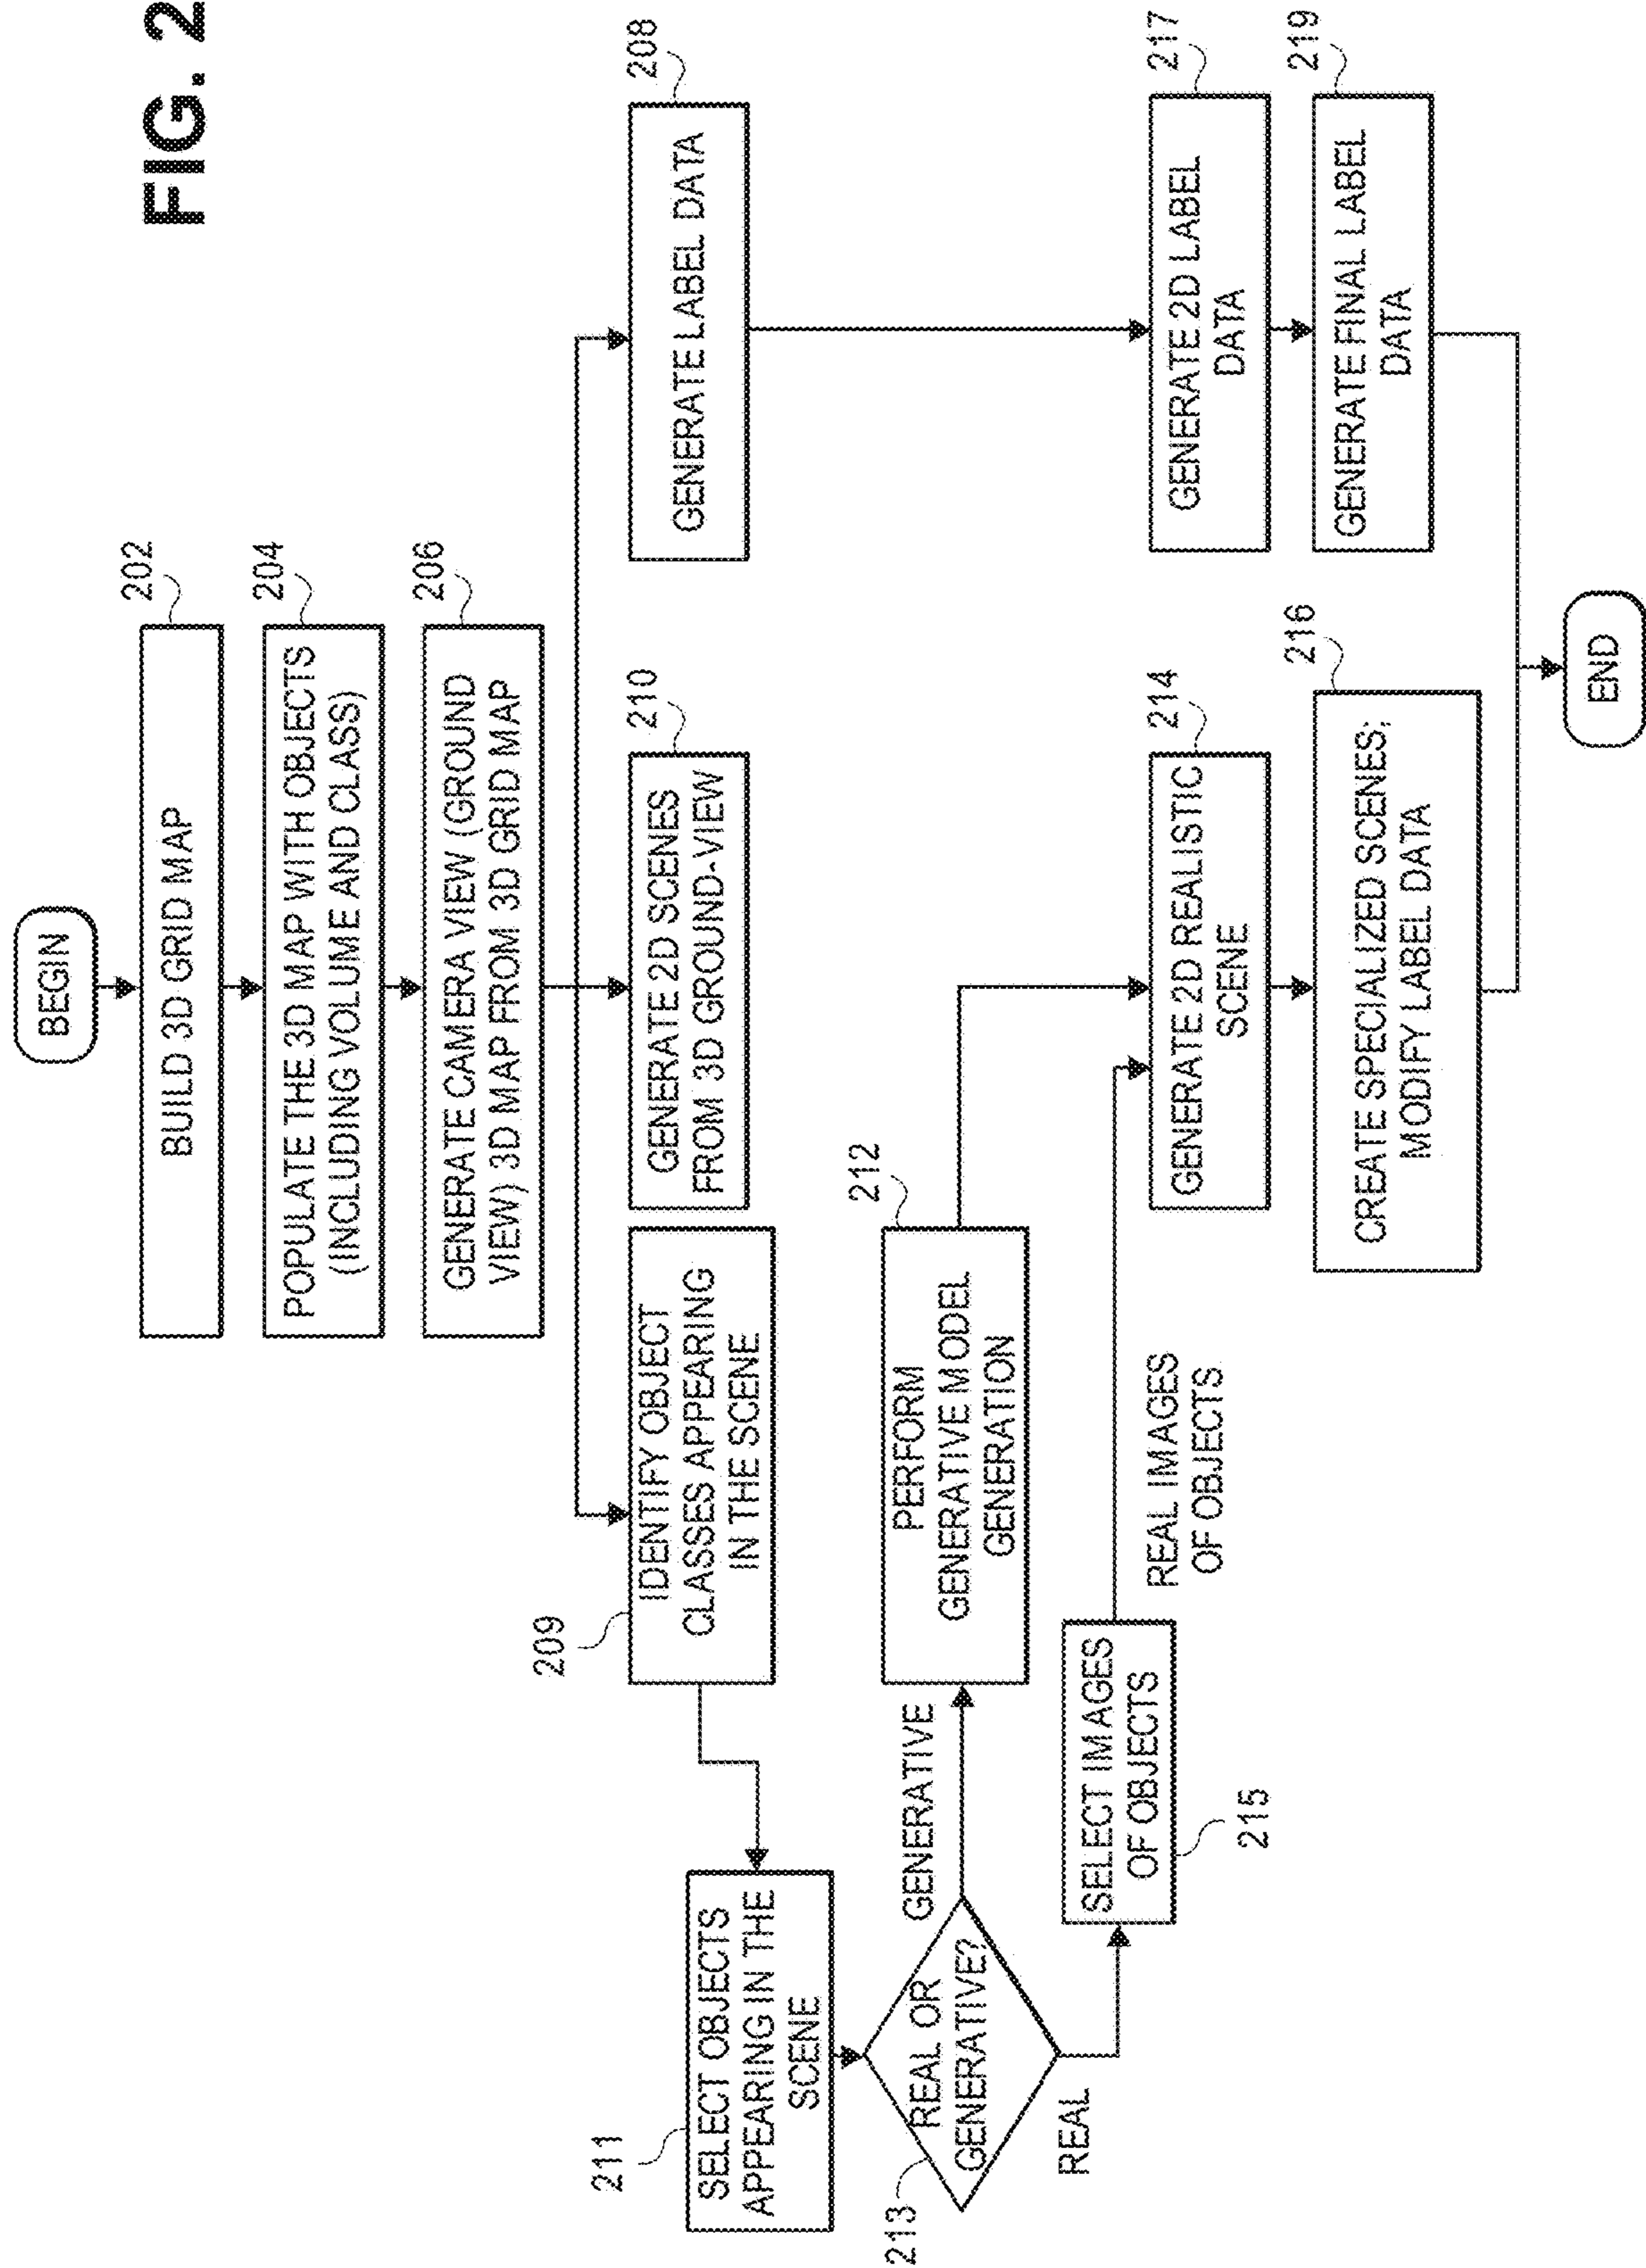 FIG. 2
BEGIN
202
BUILD 3D GRID MAP
204
POPULATE THE 3D MAP WITH OBJECTS
(INCLUDING VOLUME AND CLASS)
206
GENERATE CAMERA VIEW (GROUND
VIEW) 3D MAP FROM 3D GRID MAP
209
IDENTIFY OBJECT
CLASSES APPEARING
IN THE SCENE
210
GENERATE 2D SCENES
FROM 3D GROUND-VIEW
208
GENERATE LABEL DATA
211
SELECT OBJECTS
APPEARING IN THE
SCENE
213
REAL OR
GENERATIVE?
GENERATIVE
REAL
212
PERFORM
GENERATIVE MODEL
GENERATION
215
SELECT IMAGES
OF OBJECTS
REAL IMAGES
OF OBJECTS
214
GENERATE 2D REALISTIC
SCENE
217
GENERATE 2D LABEL
DATA
216
CREATE SPECIALIZED SCENES;
MODIFY LABEL DATA
219
GENERATE FINAL LABEL
DATA
END